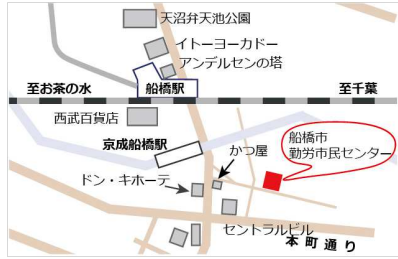 天沼弁天池公園
イトーヨーカドー
アンデルセンの塔
船橋駅
至お茶の水
至千葉
西武百貨店
船橋市
勤労市民センター
京成船橋駅
かつ屋
ドン・キホーテ
セントラルビル
本町通り